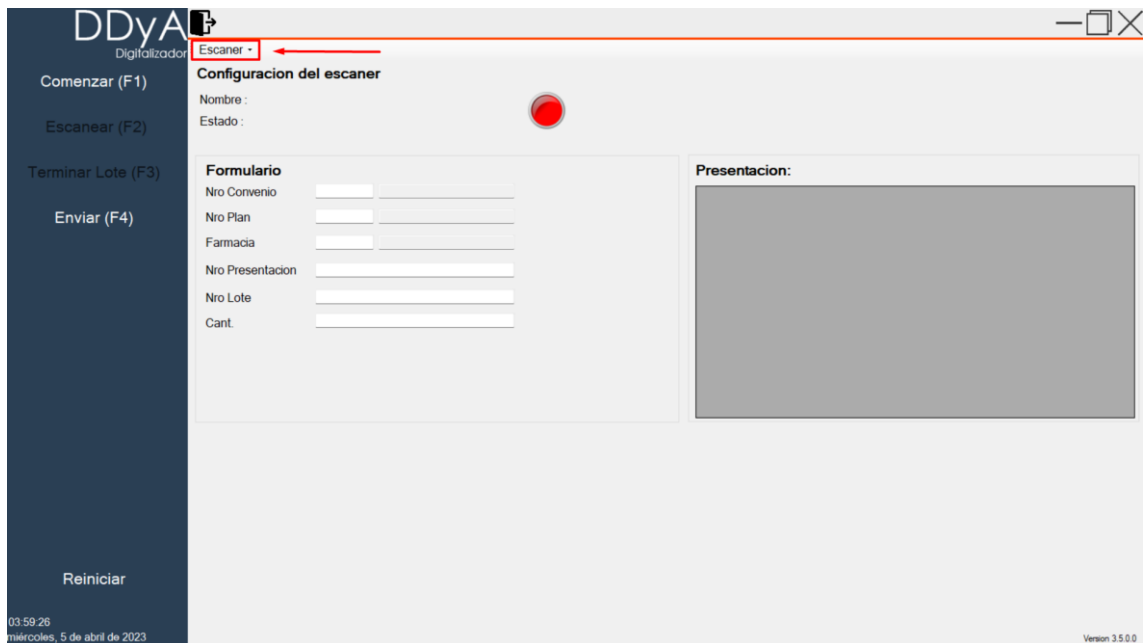 DDyA
Digitalizador
Comenzar (F1)
Escanear (F2)
Terminar Lote (F3)
Enviar (F4)
Reiniciar
03:59:26
miércoles, 5 de abril de 2023
Escaner
Configuracion del escaner
Nombre :
Estado :
Formulario
Nro Convenio
Nro Plan
Farmacia
Nro Presentacion
Nro Lote
Cant.
Presentacion:
Version 3.5.0.0